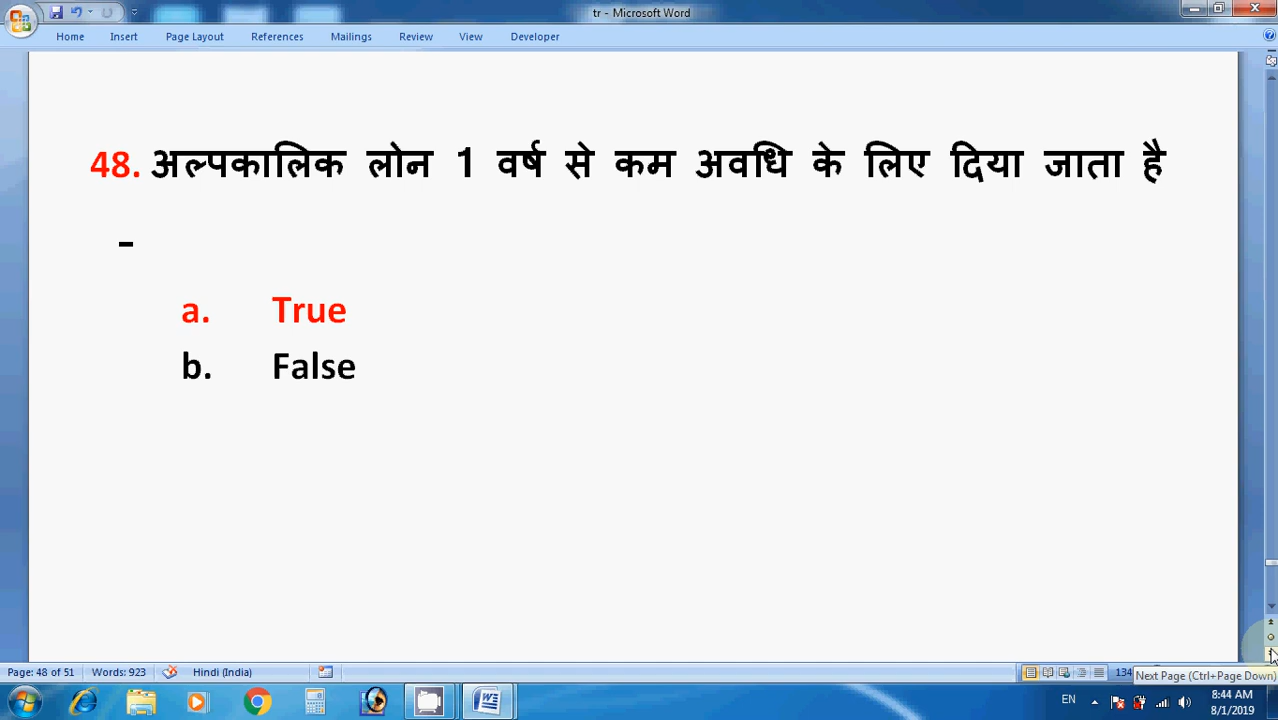 tr - Microsoft Word
Home Insert Page Layout References Mailings Review View Developer
48. अल्पकालिक लोन 1 वर्ष से कम अवधि के लिए दिया जाता है
-
a. True
b. False
Page: 48 of 51 Words: 923 Hindi (India) 134
Next Page (Ctrl+Page Down)
EN 8:44 AM
8/1/2019